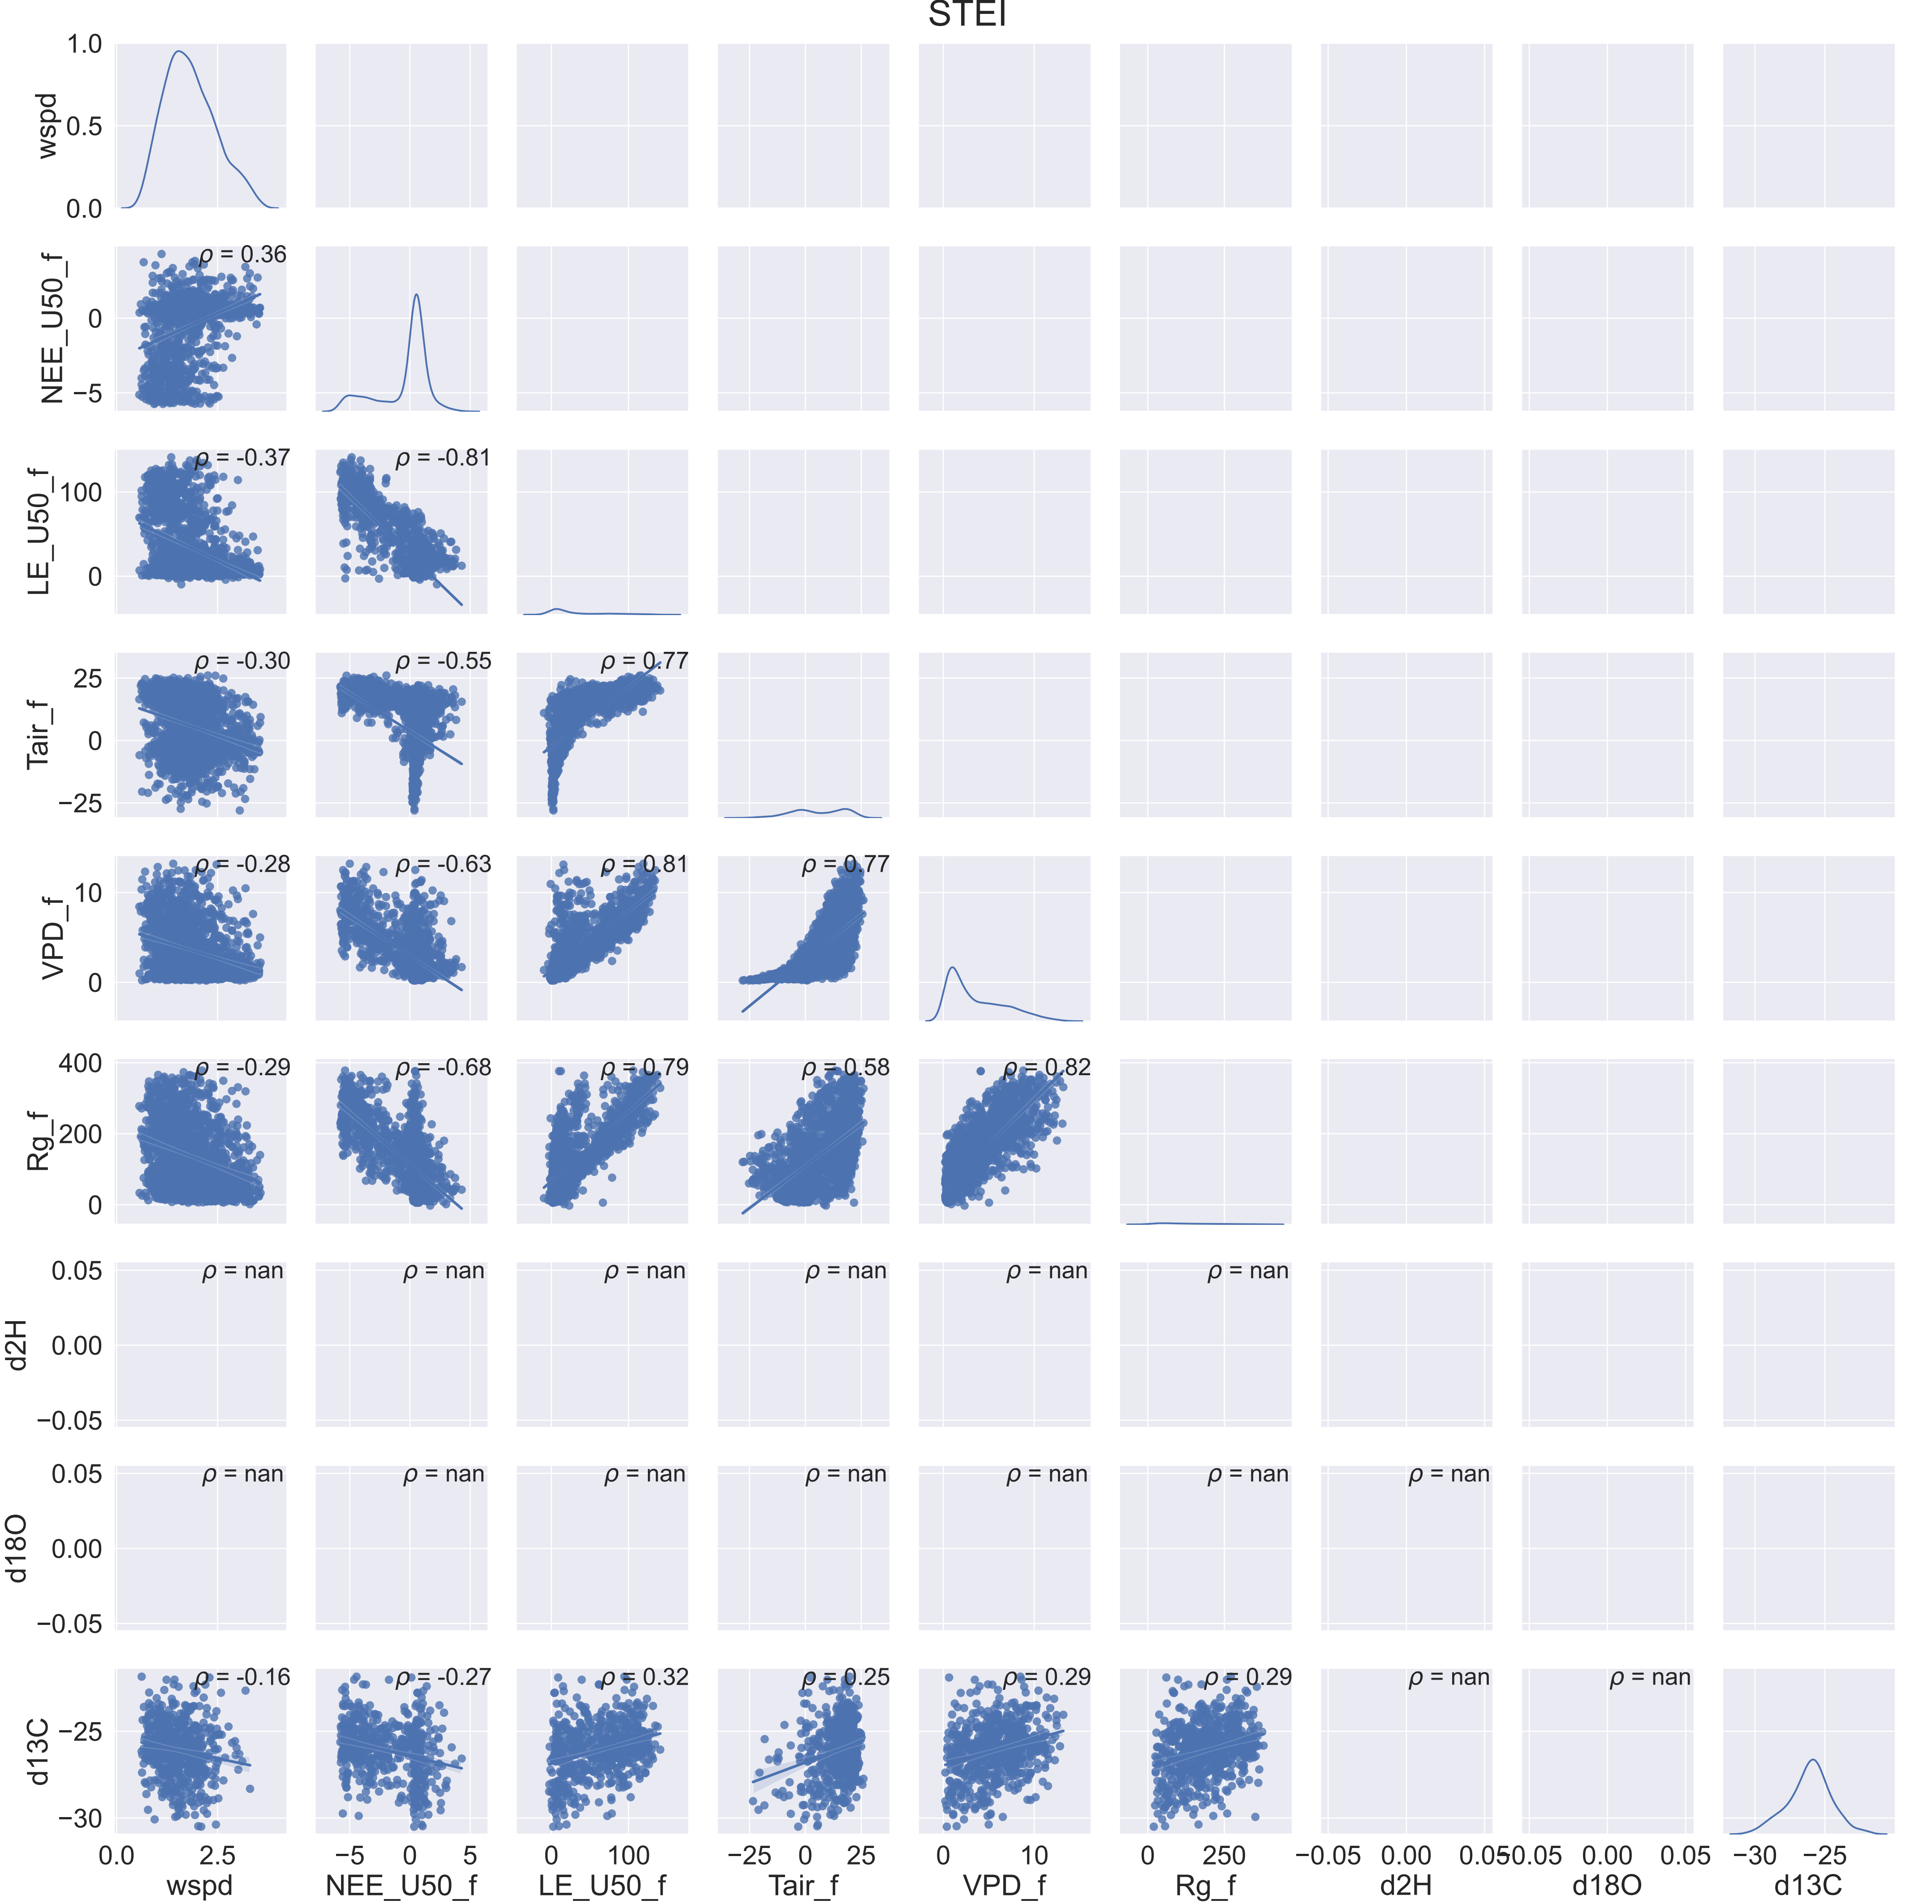 STEI
1.0
wspd
0.5
0.0
ρ = 0.36
NEE_U50_f
0
−5
ρ = -0.37 ρ = -0.81
LE_U50_f
100
0
ρ = -0.30 ρ = -0.55 ρ = 0.77
25
Tair_f
0
−25
ρ = -0.28 ρ = -0.63 ρ = 0.81 ρ = 0.77
10
VPD_f
0
400 ρ = -0.29 ρ = -0.68 ρ = 0.79 ρ = 0.58 ρ = 0.82
Rg_f
200
0
0.05 ρ = nan ρ = nan ρ = nan ρ = nan ρ = nan ρ = nan
d2H
0.00
−0.05
0.05 ρ = nan ρ = nan ρ = nan ρ = nan ρ = nan ρ = nan ρ = nan
d18O
0.00
−0.05
ρ = -0.16 ρ = -0.27 ρ = 0.32 ρ = 0.25 ρ = 0.29 ρ = 0.29 ρ = nan ρ = nan
−25
d13C
−30
0.0 2.5 −5 0 5 0 100 −25 0 25 0 10 0 250 −0.05 0.00 0.05 −0.05 0.00 0.05 −30 −25
wspd NEE_U50_f LE_U50_f Tair_f VPD_f Rg_f d2H d18O d13C